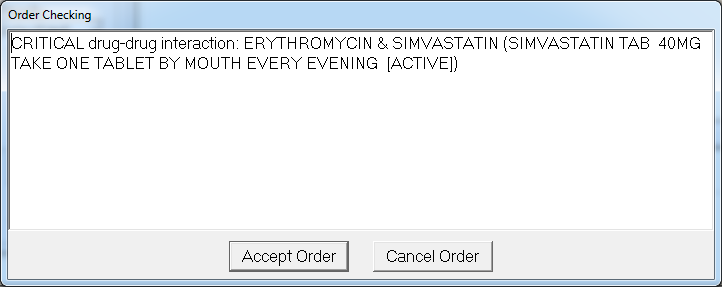 Order Checking
CRITICAL drug-drug interaction: ERYTHROMYCIN & SIMVASTATIN (SIMVASTATIN TAB  40MG
TAKE ONE TABLET BY MOUTH EVERY EVENING  [ACTIVE])
Accept Order
Cancel Order